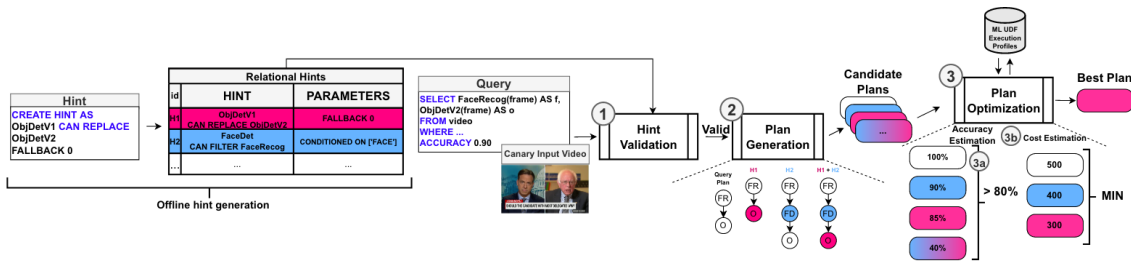 Hint
CREATE HINT AS
ObjDetV1 CAN REPLACE
ObjDetV2
FALLBACK 0
Relational Hints
id
HINT
PARAMETERS
H1
ObjDetV1
CAN REPLACE ObjDetV2
FALLBACK 0
H2
FaceDet
CAN FILTER FaceRecog
CONDITIONED ON ['FACE']
...
...
...
Offline hint generation
Query
SELECT FaceRecog(frame) AS f,
ObjDetV2(frame) AS o
FROM video
WHERE ...
ACCURACY 0.90
Canary Input Video
1
Hint
Validation
Valid
2
Plan
Generation
Query
Plan
FR
O
H1
FR
O
H2
FR
FD
O
H1 + H2
FR
FD
O
Candidate
Plans
...
ML UDF
Execution
Profiles
3
Plan
Optimization
Best Plan
Accuracy
Estimation
3a
100%
90%
85%
40%
> 80%
3b
Cost Estimation
500
400
300
MIN